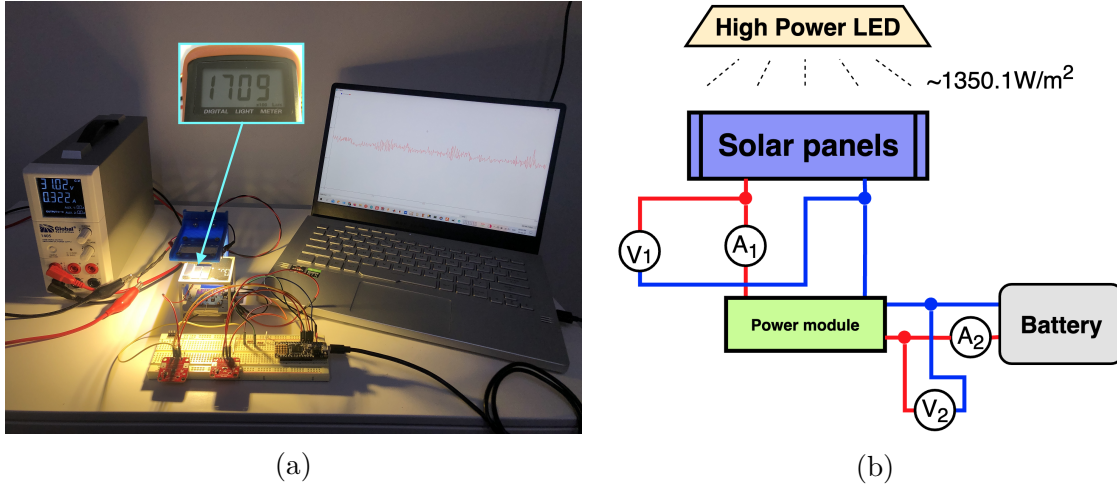 1709
DIGITAL LIGHT METER
31.02 V
0.322 A
Global
(a)
High Power LED
~1350.1W/m²
Solar panels
V₁
A₁
Power module
A₂
Battery
V₂
(b)